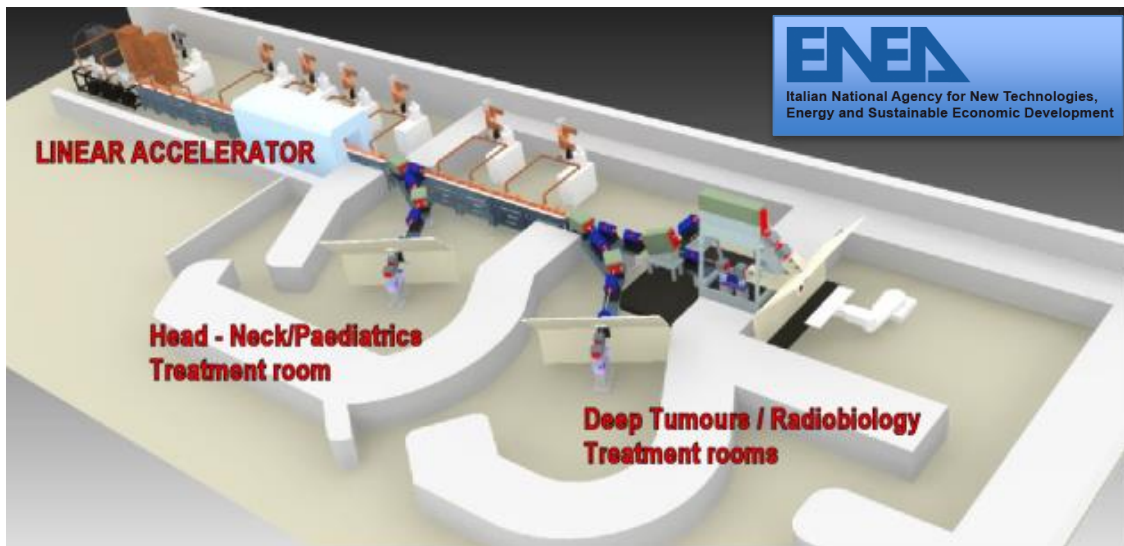 ENEA
Italian National Agency for New Technologies,
Energy and Sustainable Economic Development
LINEAR ACCELERATOR
Head - Neck/Paediatrics
Treatment room
Deep Tumours / Radiobiology
Treatment rooms